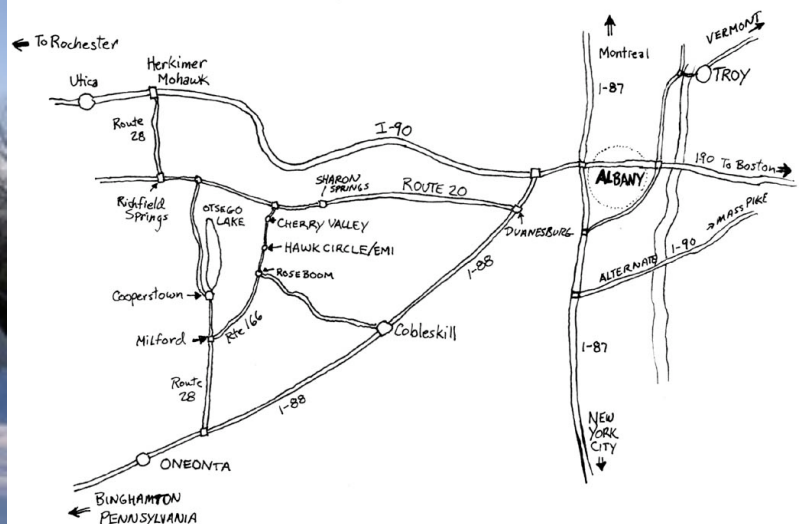 To Rochester
Utica
Herkimer
Mohawk
Route
28
I-90
Montreal
I-87
VERMONT
TROY
ALBANY
190 To Boston
Richfield
Springs
OTSEGO
LAKE
SHARON
SPRINGS
ROUTE 20
CHERRY VALLEY
HAWK CIRCLE/EMI
ROSEBOOM
DUANESBURG
I-88
ALTERNATE I-90
MASS PIKE
Cooperstown
Milford
Rte 166
Cobleskill
I-87
Route
28
I-88
NEW
YORK
CITY
ONEONTA
BINGHAMTON
PENNSYLVANIA